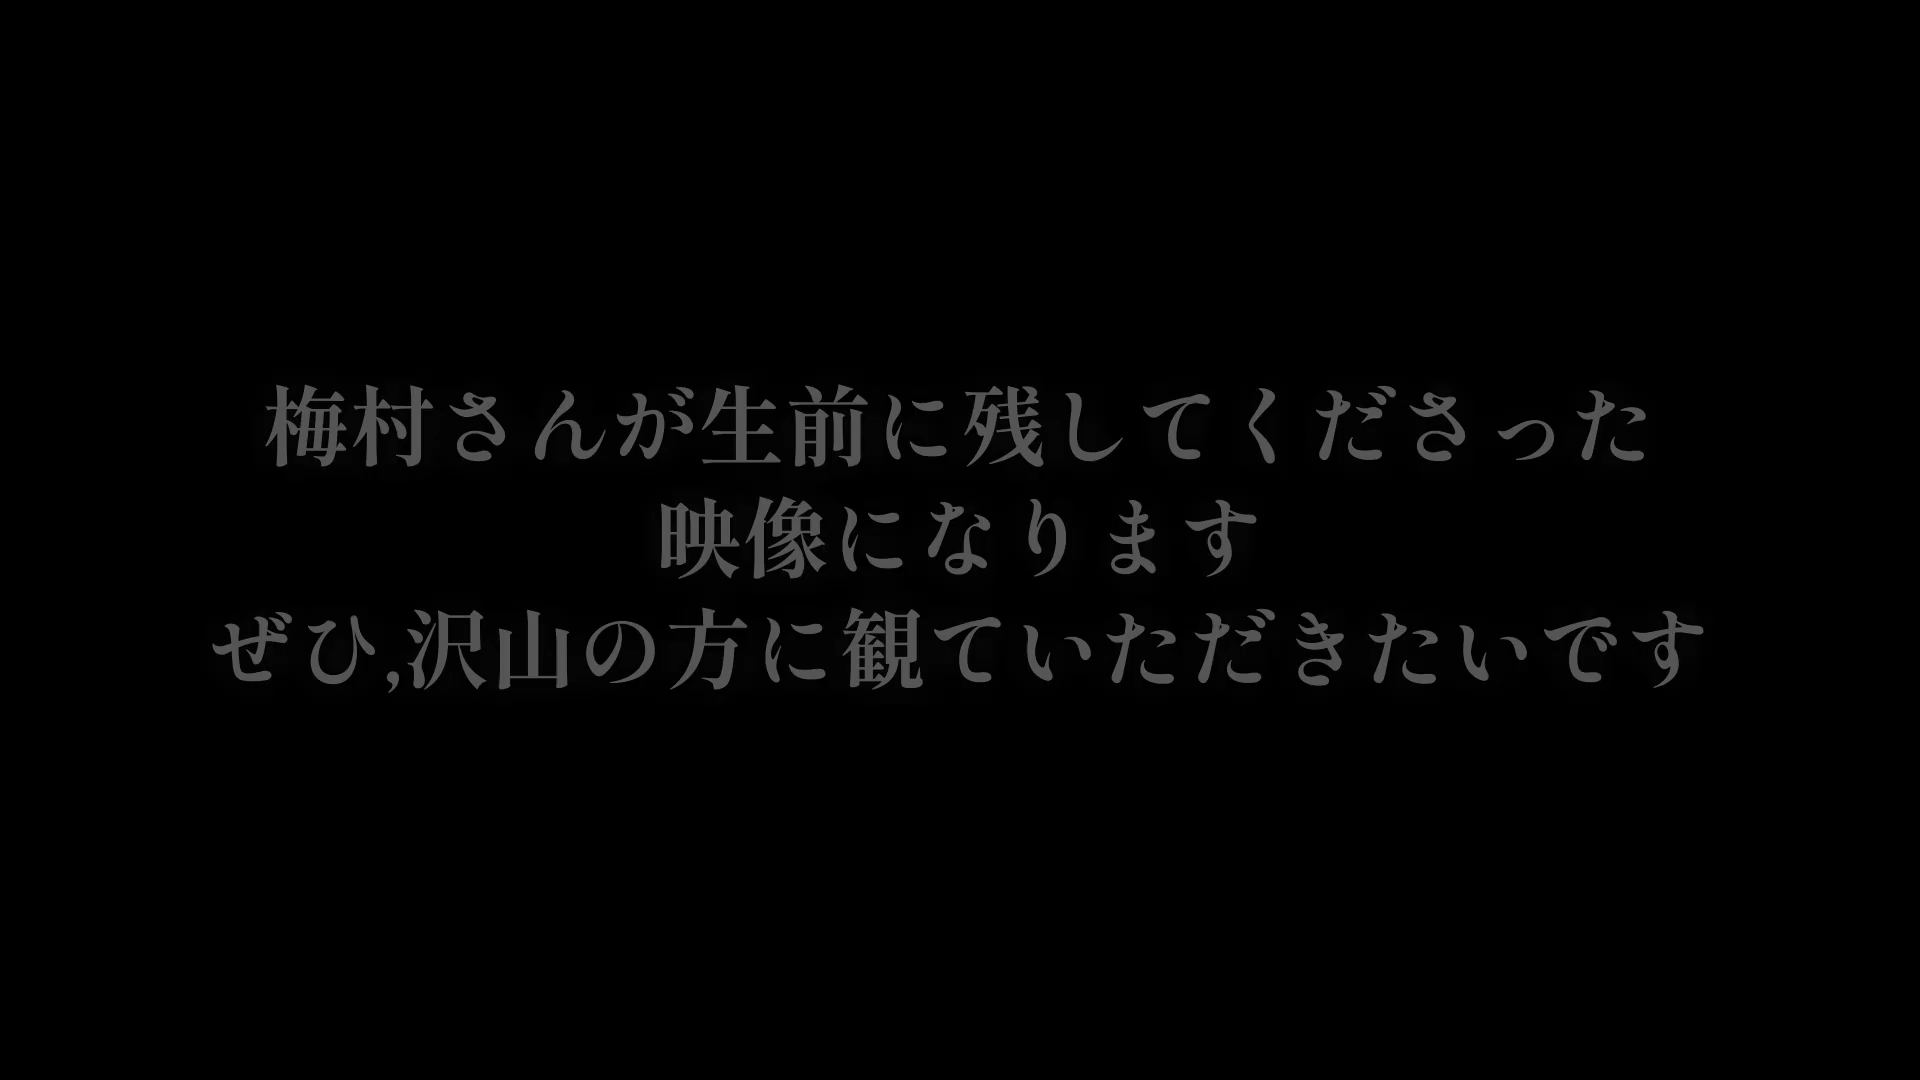 梅村さんが生前に残してくださった
映像になります
ぜひ,沢山の方に観ていただきたいです